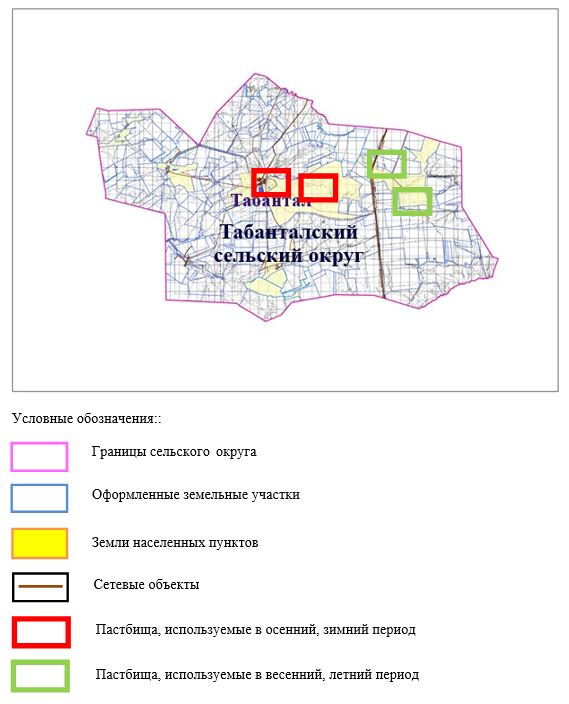 Табантал
Табанталский
сельский округ
Условные обозначения::
Границы сельского округа
Оформленные земельные участки
Земли населенных пунктов
Сетевые объекты
Пастбища, используемые в осенний, зимний период
Пастбища, используемые в весенний, летний период